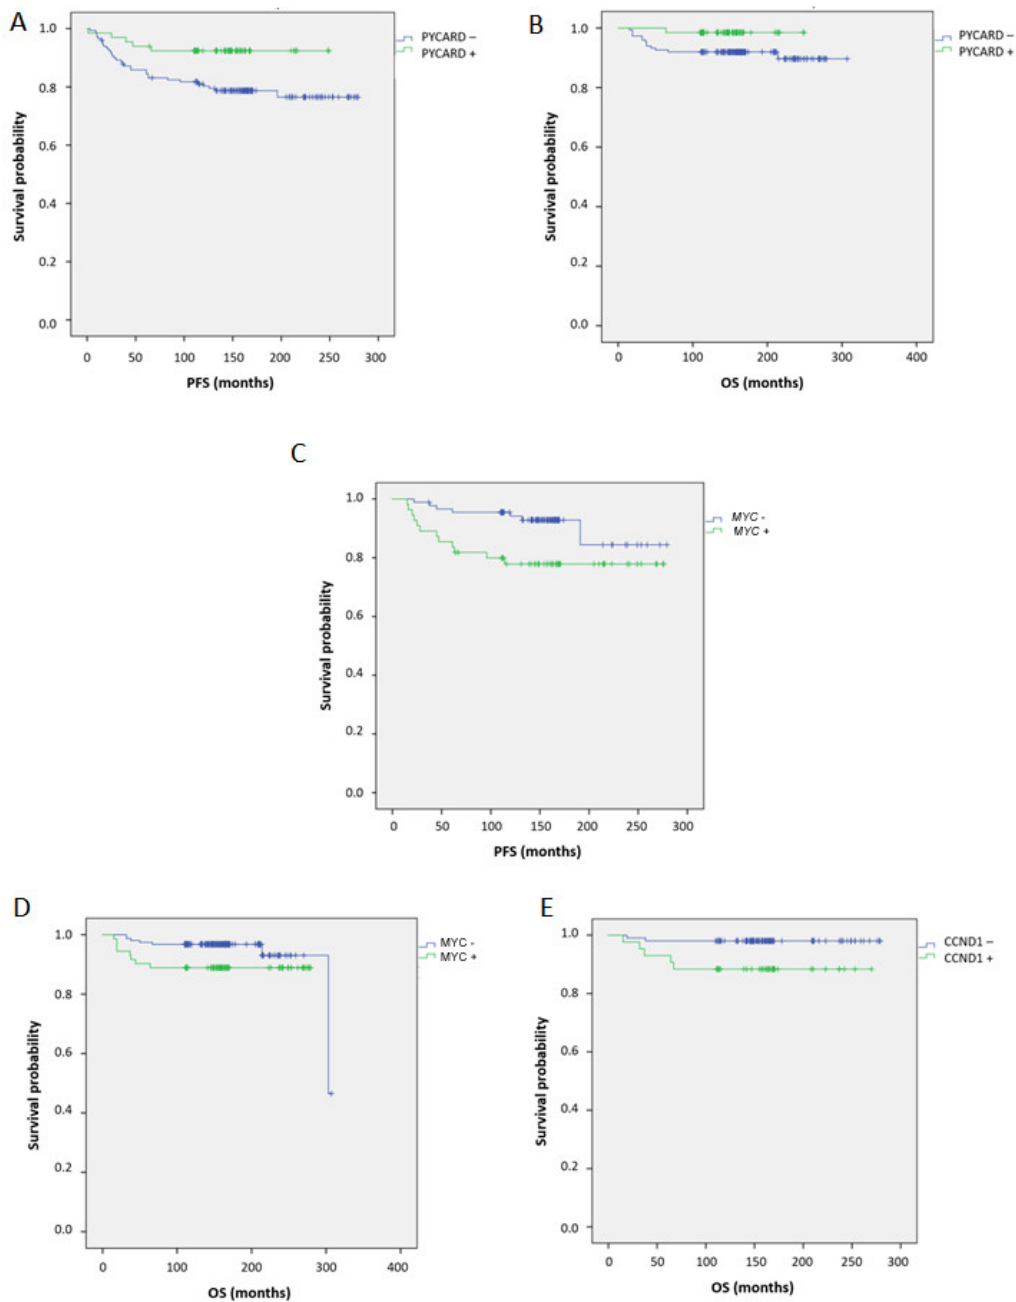 A
1.0
0.8
0.6
0.4
0.2
0.0
Survival probability
0 50 100 150 200 250 300
PFS (months)
PYCARD –
PYCARD +
B
1.0
0.8
0.6
0.4
0.2
0.0
Survival probability
0 100 200 300 400
OS (months)
PYCARD –
PYCARD +
C
1.0
0.8
0.6
0.4
0.2
0.0
Survival probability
0 50 100 150 200 250 300
PFS (months)
MYC -
MYC +
D
1.0
0.8
0.6
0.4
0.2
0.0
Survival probability
0 100 200 300 400
OS (months)
MYC -
MYC +
E
1.0
0.8
0.6
0.4
0.2
0.0
Survival probability
0 50 100 150 200 250 300
OS (months)
CCND1 –
CCND1 +